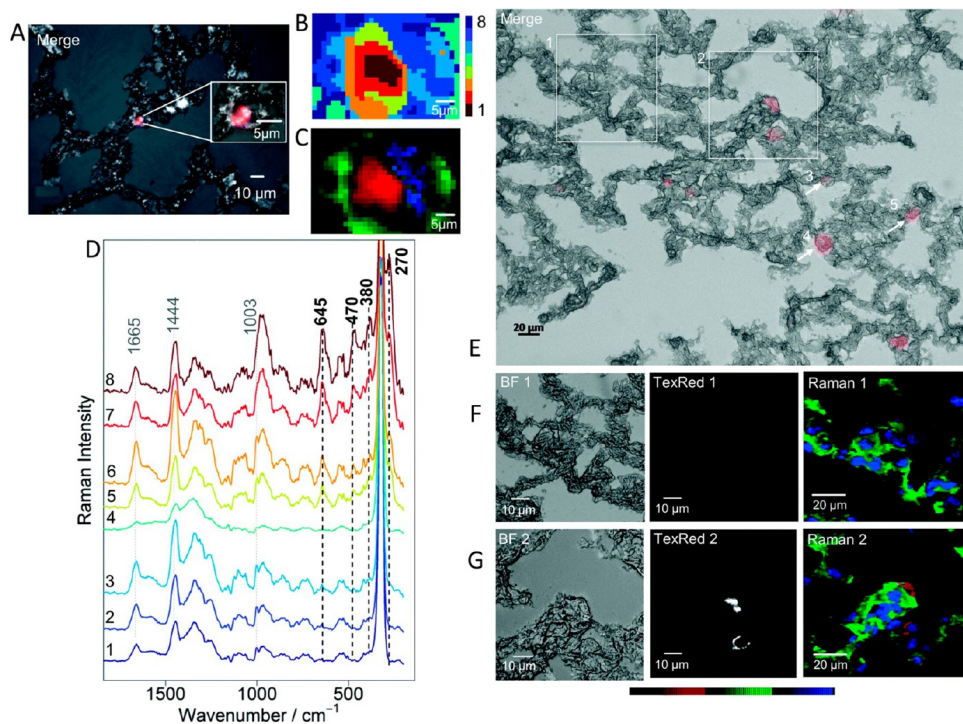 A
Merge
5µm
10 µm
B
8
1
5µm
C
5µm
D
1665
1444
1003
645
470
380
270
8
7
6
5
4
3
2
1
Raman Intensity
1500
1000
500
Wavenumber / cm⁻¹
Merge
1
2
3
4
5
20 µm
E
F
BF 1
10 µm
TexRed 1
10 µm
Raman 1
20 µm
G
BF 2
10 µm
TexRed 2
10 µm
Raman 2
20 µm